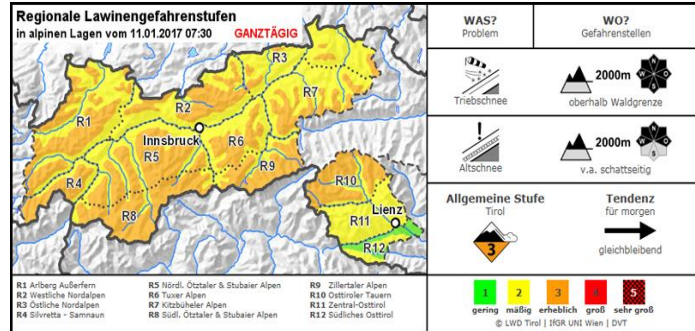 Regionale Lawinengefahrenstufen
in alpinen Lagen vom 11.01.2017 07:30 GANZTÄGIG
R3
R7
R2
R1
Innsbruck
R6
R5
R9
R4
R8
R10
R11
Lienz
R12
R1 Arlberg Außerfern
R2 Westliche Nordalpen
R3 Östliche Nordalpen
R4 Silvretta - Samnaun
R5 Nördl. Ötztaler & Stubaier Alpen
R6 Tuxer Alpen
R7 Kitzbüheler Alpen
R8 Südl. Ötztaler & Stubaier Alpen
R9 Zillertaler Alpen
R10 Osttiroler Tauern
R11 Zentral-Osttirol
R12 Südliches Osttirol
WAS?
Problem
WO?
Gefahrenstellen
Triebschnee
2000m
N
O
S
W
oberhalb Waldgrenze
!
Altschnee
2000m
N
O
S
W
v.a. schattseitig
Allgemeine Stufe
Tirol
3
Tendenz
für morgen
gleichbleibend
1 2 3 4 5
gering mäßig erheblich groß sehr groß
© LWD Tirol | IfGR UNI Wien | DVT